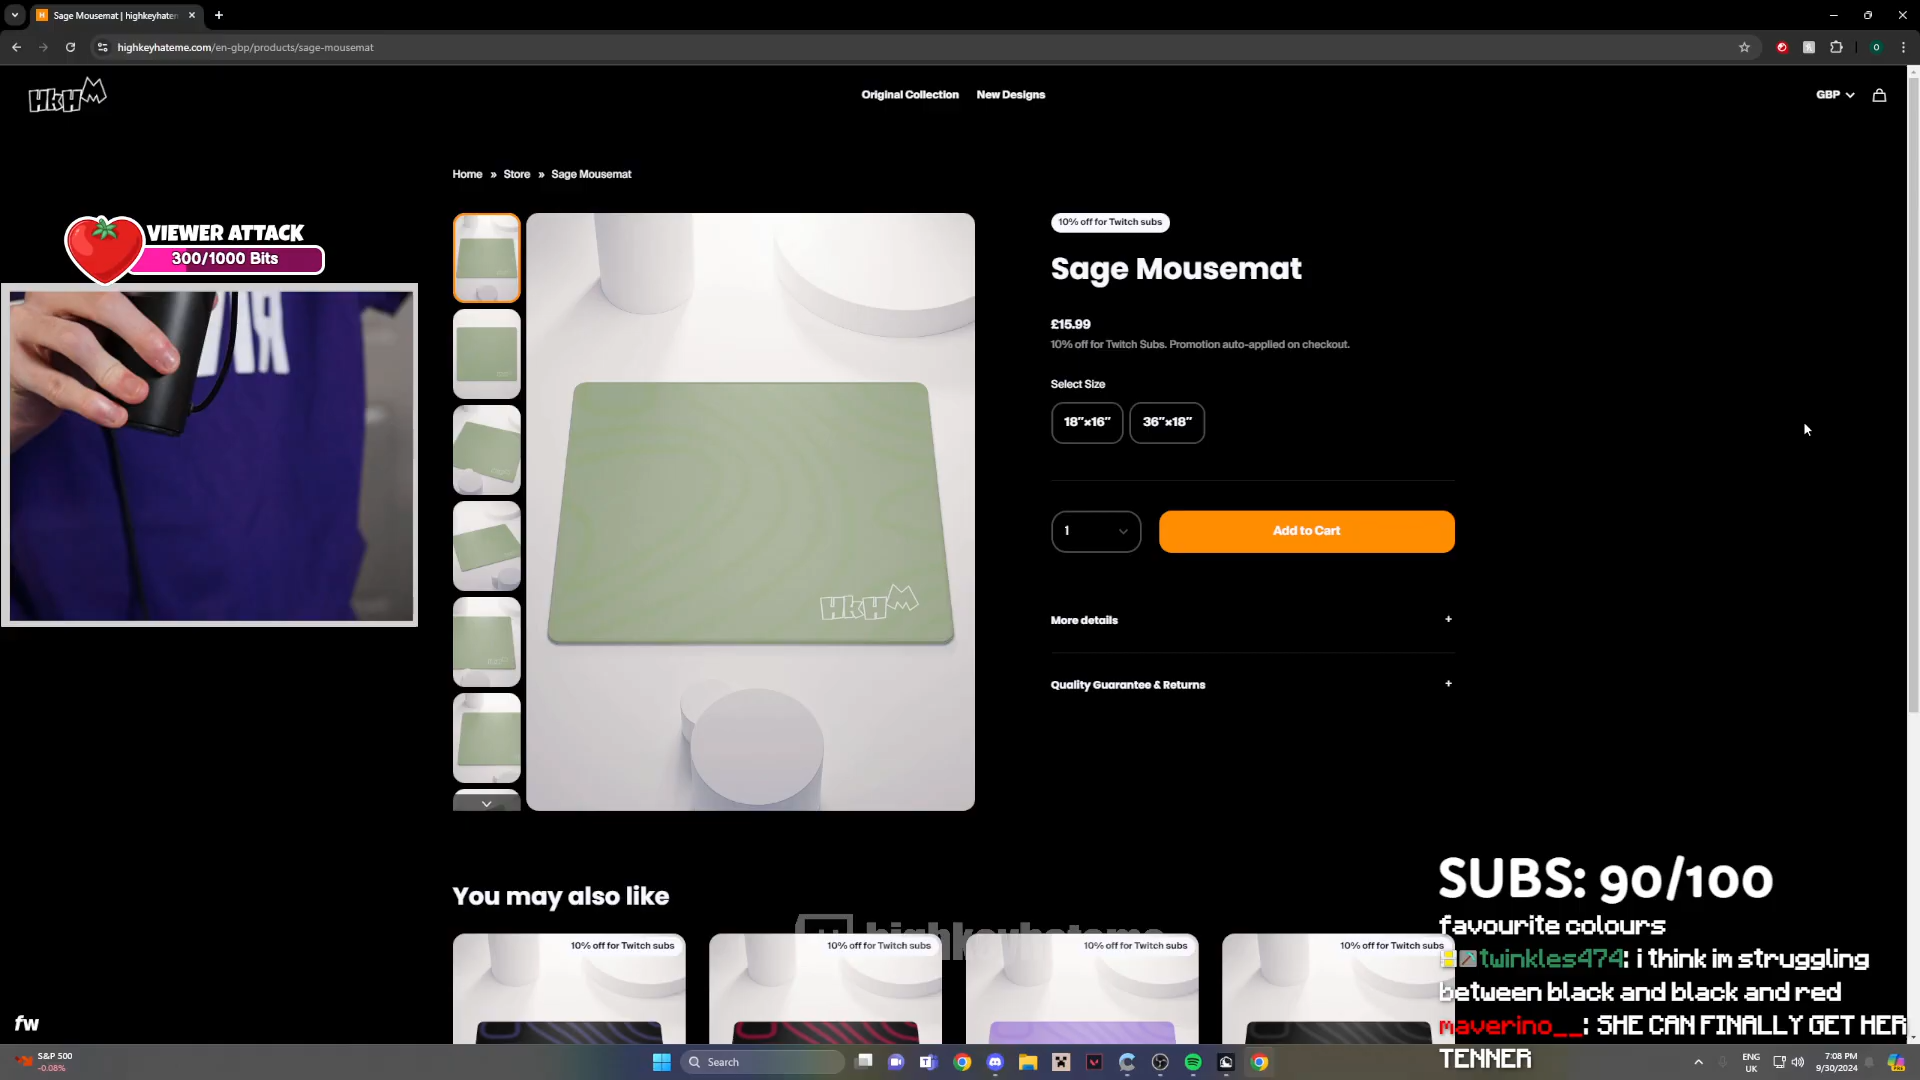 Sage Mousemat | highkeyhatem
highkeyhateme.com/en-gbp/products/sage-mousemat
HkHM
Original Collection
New Designs
GBP
Home » Store » Sage Mousemat
VIEWER ATTACK
300/1000 Bits
10% off for Twitch subs
Sage Mousemat
£15.99
10% off for Twitch Subs. Promotion auto-applied on checkout.
Select Size
18"×16"
36"×18"
1
Add to Cart
More details
+
Quality Guarantee & Returns
+
HkHM
You may also like
highkeyhateme
10% off for Twitch subs
10% off for Twitch subs
10% off for Twitch subs
10% off for Twitch subs
SUBS: 90/100
favourite colours
twinkles474: i think im struggling
between black and black and red
maverino__: SHE CAN FINALLY GET HER
TENNER
fw
S&P 500
-0.08%
Search
ENG
UK
7:08 PM
9/30/2024